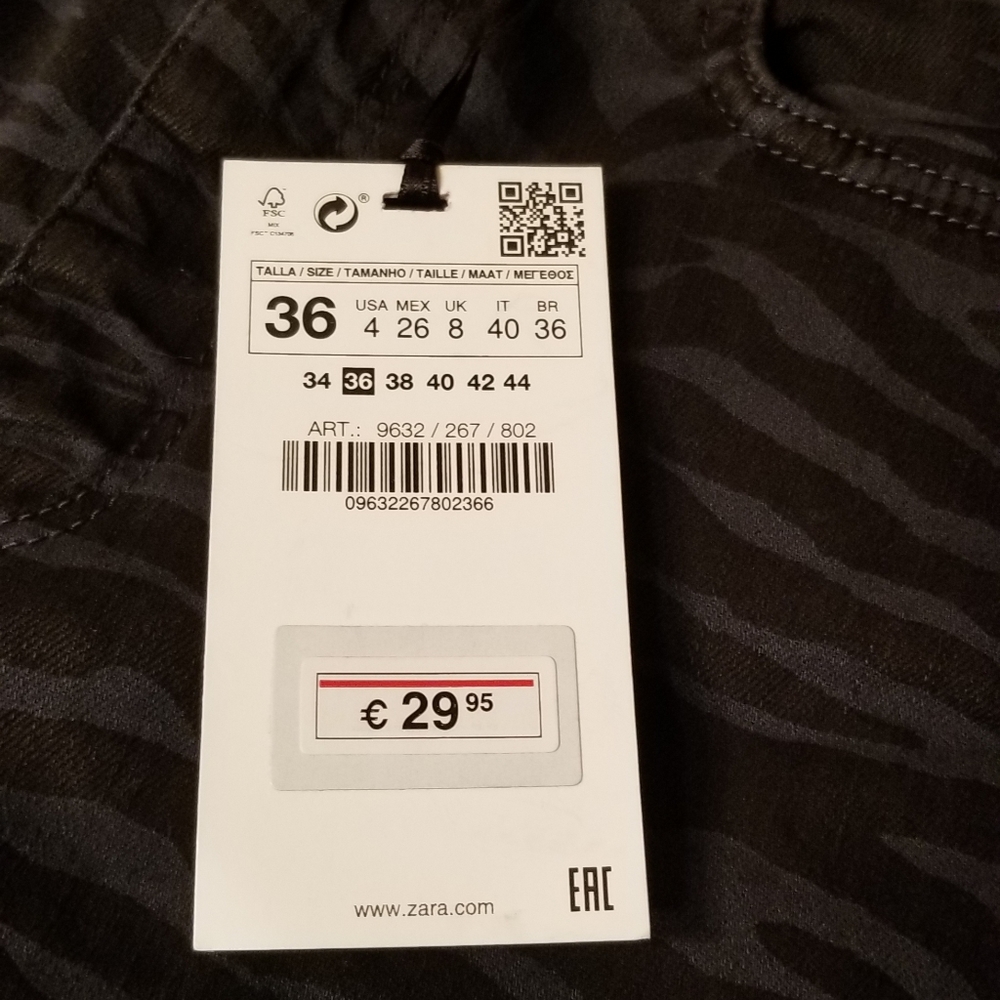 FSC
MIX
®
TALLA / SIZE / TAMANHO / TAILLE / MAAT / ΜΕΓΕΘΟΣ
36 USA MEX UK IT BR
4 26 8 40 36
34 36 38 40 42 44
ART.: 9632 / 267 / 802
09632267802366
€ 29 95
www.zara.com
EAC